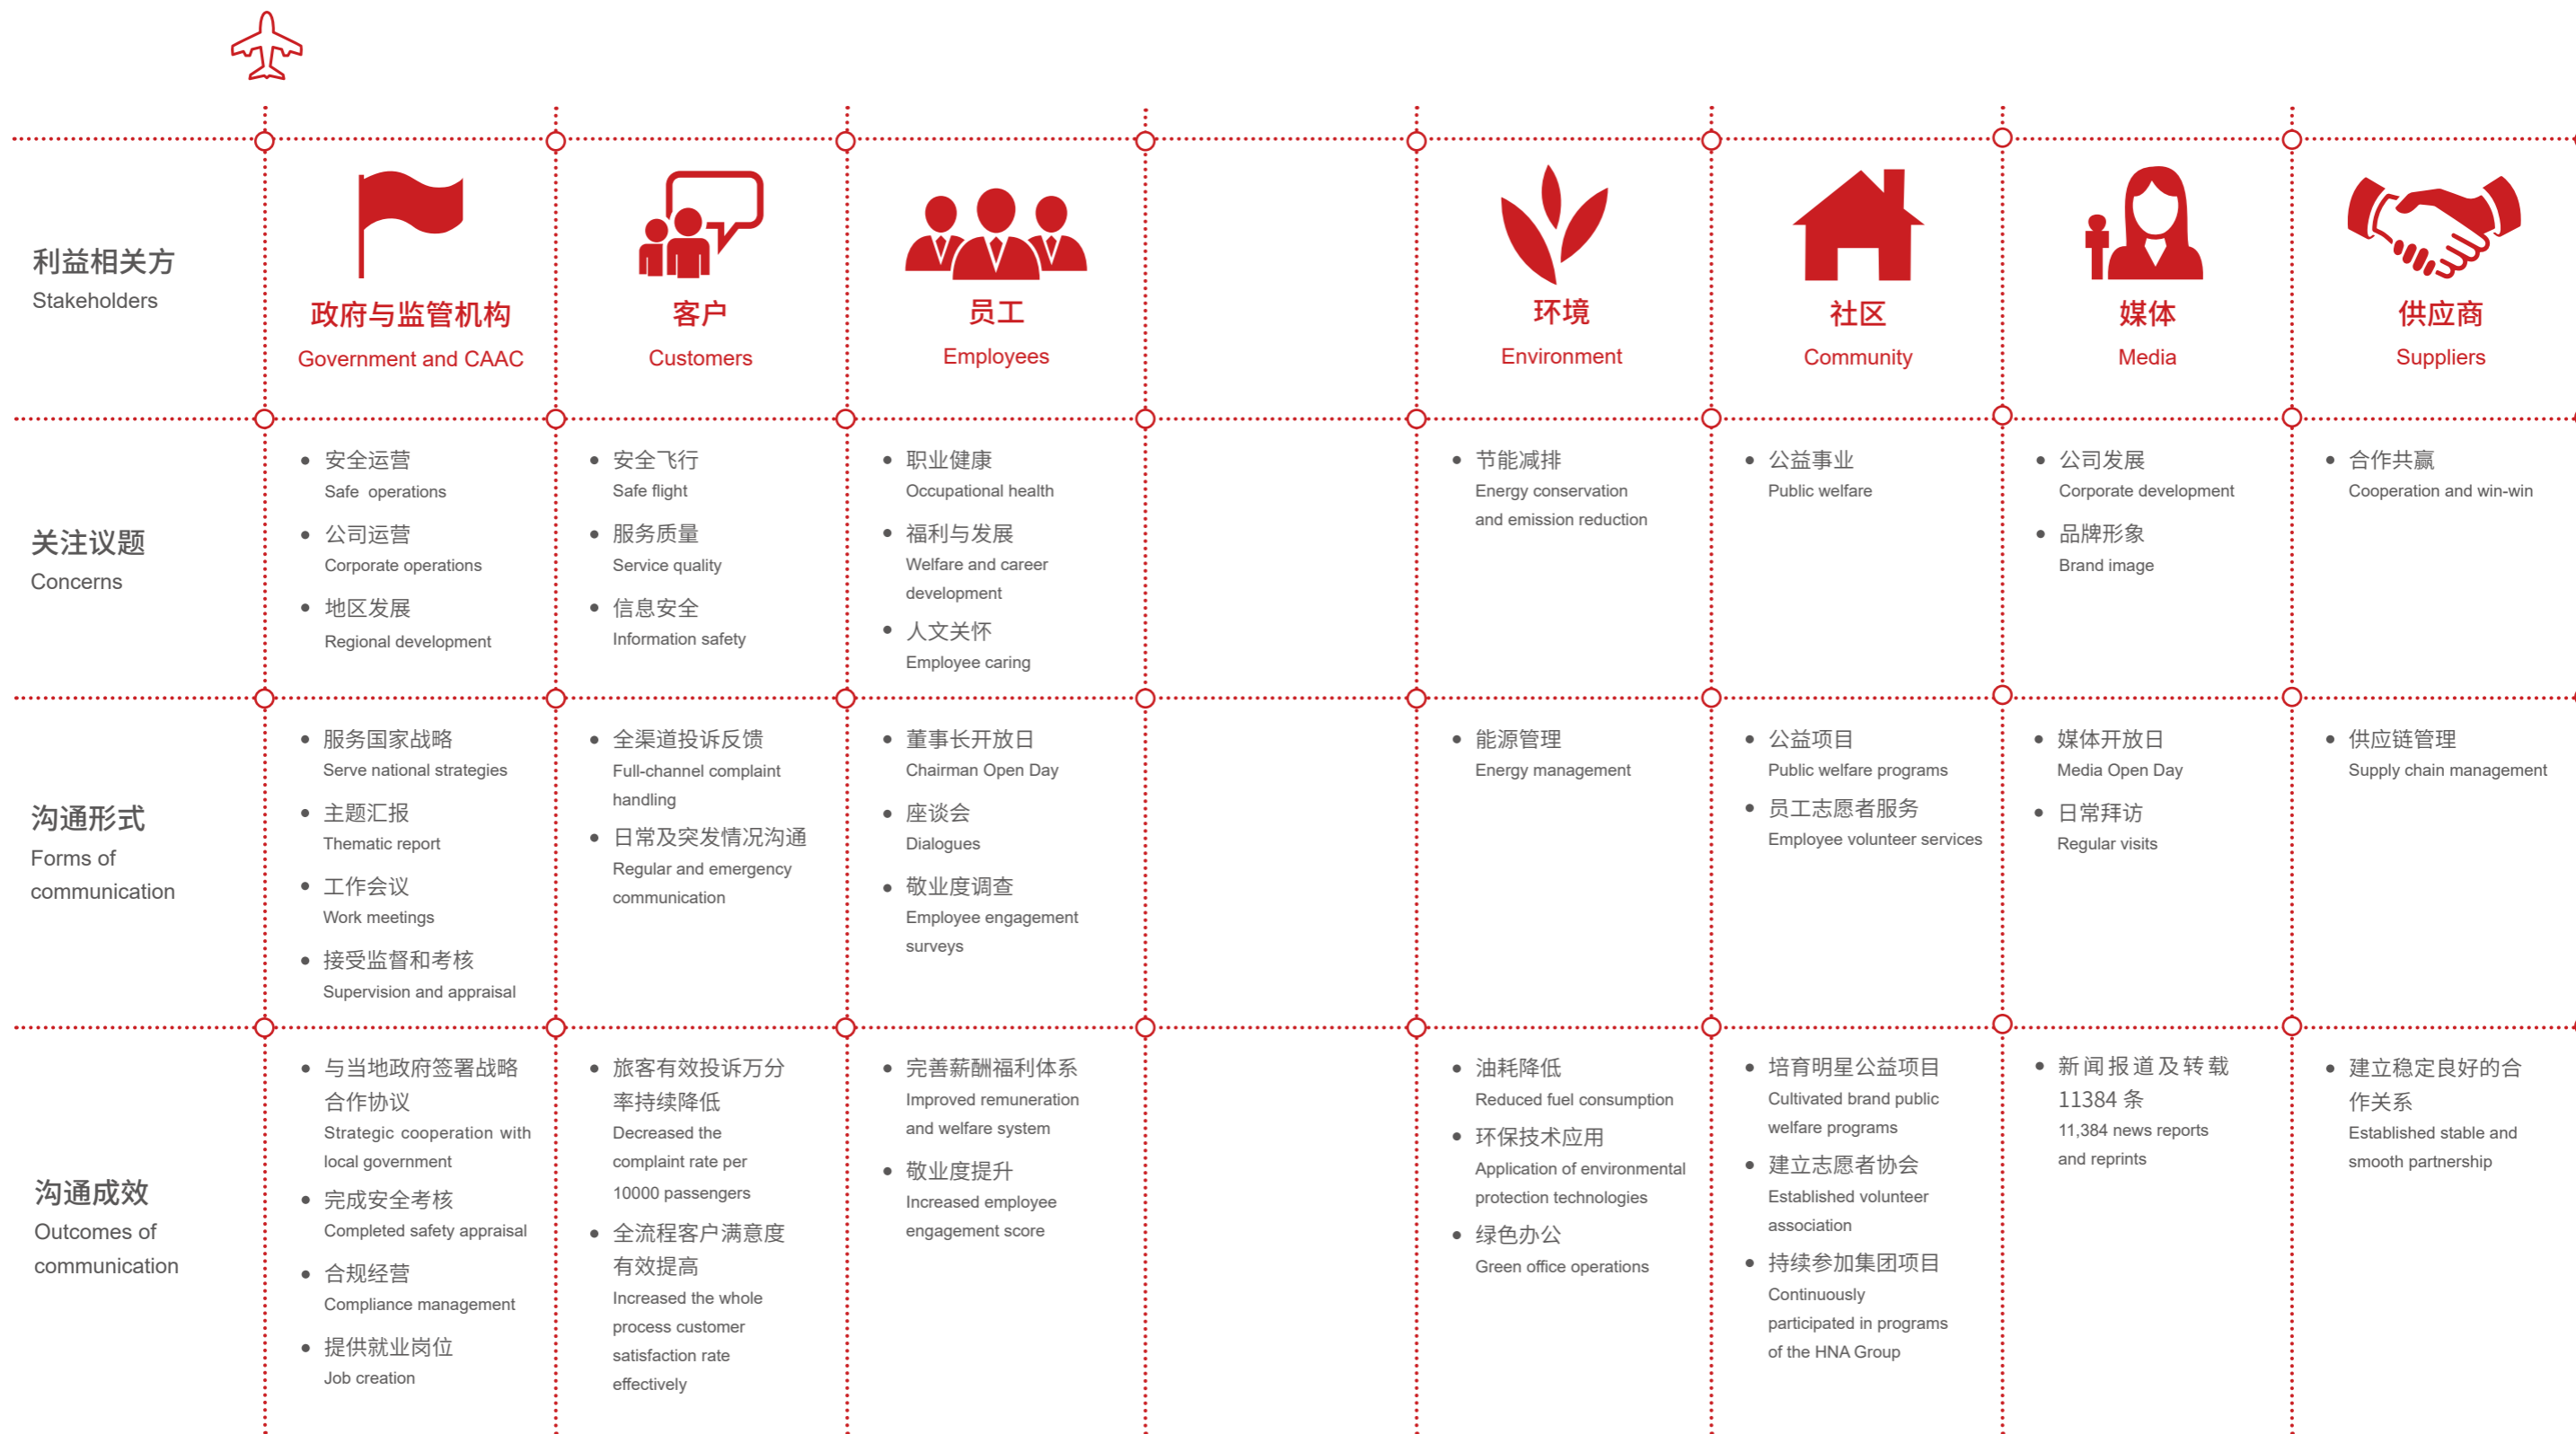 利益相关方
Stakeholders
政府与监管机构
Government and CAAC
客户
Customers
员工
Employees
环境
Environment
社区
Community
媒体
Media
供应商
Suppliers
关注议题
Concerns
安全运营
Safe operations
公司运营
Corporate operations
地区发展
Regional development
安全飞行
Safe flight
服务质量
Service quality
信息安全
Information safety
职业健康
Occupational health
福利与发展
Welfare and career
development
人文关怀
Employee caring
节能减排
Energy conservation
and emission reduction
公益事业
Public welfare
公司发展
Corporate development
品牌形象
Brand image
合作共赢
Cooperation and win-win
沟通形式
Forms of
communication
服务国家战略
Serve national strategies
主题汇报
Thematic report
工作会议
Work meetings
接受监督和考核
Supervision and appraisal
全渠道投诉反馈
Full-channel complaint
handling
日常及突发情况沟通
Regular and emergency
communication
董事长开放日
Chairman Open Day
座谈会
Dialogues
敬业度调查
Employee engagement
surveys
能源管理
Energy management
公益项目
Public welfare programs
员工志愿者服务
Employee volunteer services
媒体开放日
Media Open Day
日常拜访
Regular visits
供应链管理
Supply chain management
沟通成效
Outcomes of
communication
与当地政府签署战略
合作协议
Strategic cooperation with
local government
完成安全考核
Completed safety appraisal
合规经营
Compliance management
提供就业岗位
Job creation
旅客有效投诉万分
率持续降低
Decreased the
complaint rate per
10000 passengers
全流程客户满意度
有效提高
Increased the whole
process customer
satisfaction rate
effectively
完善薪酬福利体系
Improved remuneration
and welfare system
敬业度提升
Increased employee
engagement score
油耗降低
Reduced fuel consumption
环保技术应用
Application of environmental
protection technologies
绿色办公
Green office operations
培育明星公益项目
Cultivated brand public
welfare programs
建立志愿者协会
Established volunteer
association
持续参加集团项目
Continuously
participated in programs
of the HNA Group
新闻报道及转载
11384 条
11,384 news reports
and reprints
建立稳定良好的合
作关系
Established stable and
smooth partnership